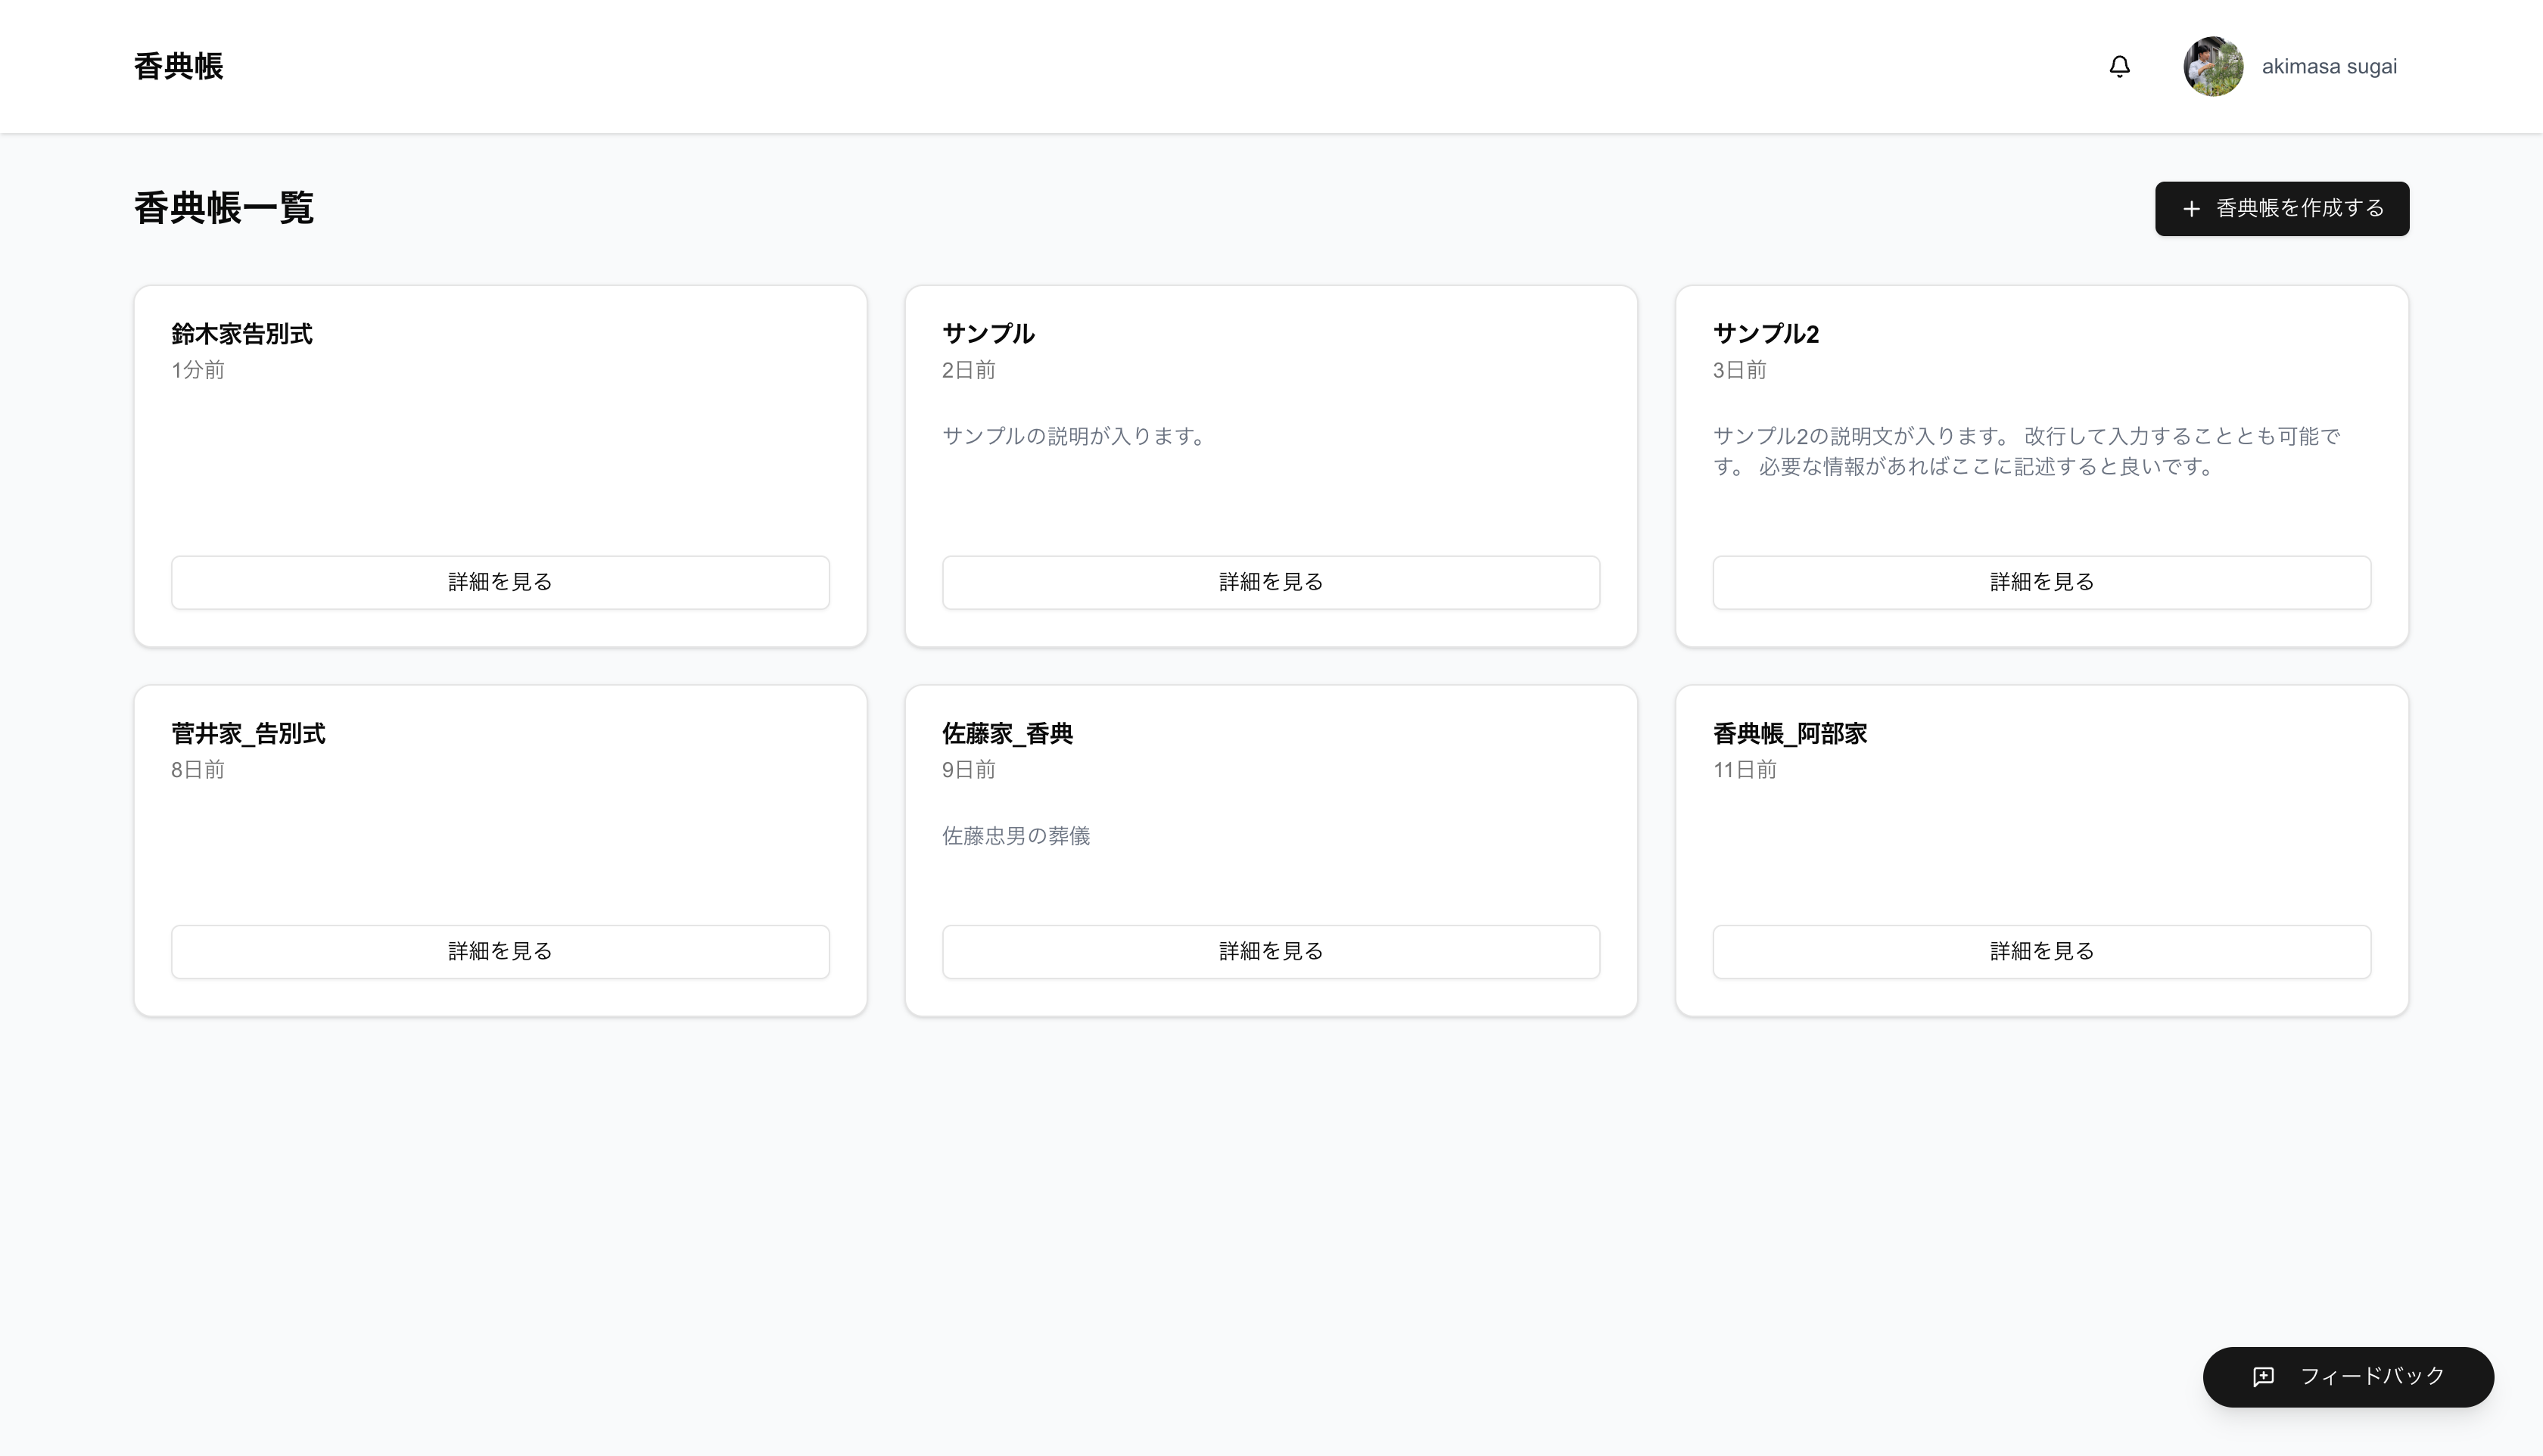 香典帳
akimasa sugai
香典帳一覧
香典帳を作成する
鈴木家告別式
1分前
詳細を見る
サンプル
2日前
サンプルの説明が入ります。
詳細を見る
サンプル2
3日前
サンプル2の説明文が入ります。 改行して入力することとも可能で
す。 必要な情報があればここに記述すると良いです。
詳細を見る
菅井家_告別式
8日前
詳細を見る
佐藤家_香典
9日前
佐藤忠男の葬儀
詳細を見る
香典帳_阿部家
11日前
詳細を見る
フィードバック